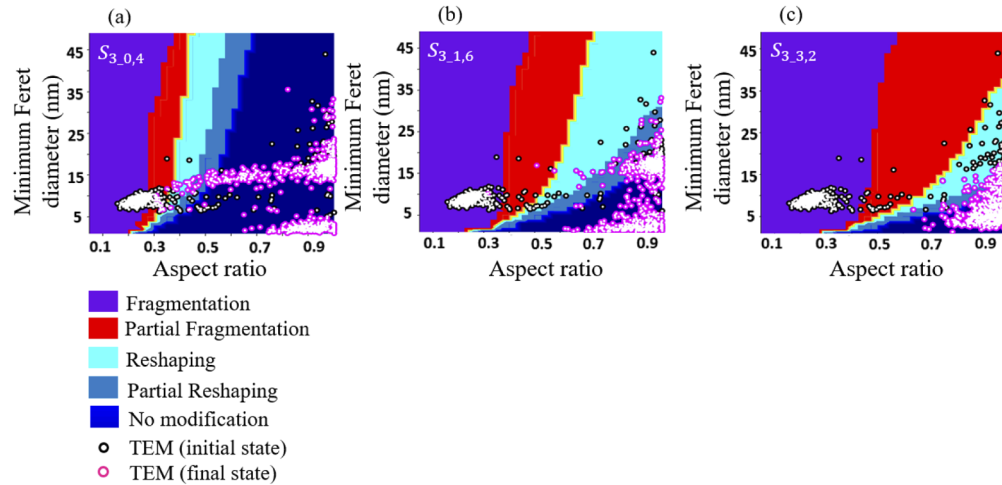 (a)
(b)
(c)
Minimum Feret
diameter (nm)
S3_0,4
45
35
25
15
5
0.1 0.3 0.5 0.7 0.9
Aspect ratio
Minimum Feret
diameter (nm)
S3_1,6
45
35
25
15
5
0.1 0.3 0.5 0.7 0.9
Aspect ratio
Minimum Feret
diameter (nm)
S3_3,2
45
35
25
15
5
0.1 0.3 0.5 0.7 0.9
Aspect ratio
Fragmentation
Partial Fragmentation
Reshaping
Partial Reshaping
No modification
TEM (initial state)
TEM (final state)